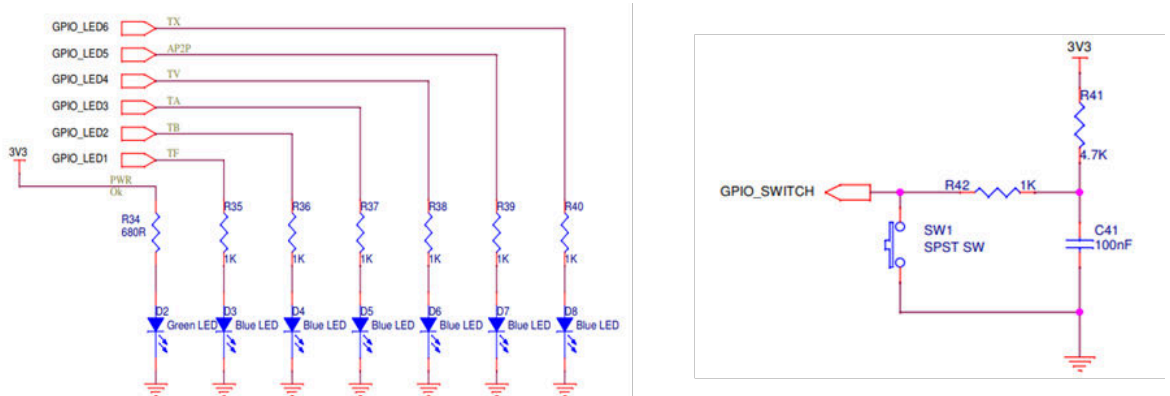 GPIO_LED6 TX
GPIO_LED5 AP2P
GPIO_LED4 TV
GPIO_LED3 TA
GPIO_LED2 TB
GPIO_LED1 TF
3V3
PWR
Ok
R34
680R
R35 R36 R37 R38 R39 R40
1K 1K 1K 1K 1K 1K
D2 D3 D4 D5 D6 D7 D8
Green LED Blue LED Blue LED Blue LED Blue LED Blue LED Blue LED
3V3
R41
4.7K
GPIO_SWITCH
R42 1K
SW1
SPST SW
C41
100nF